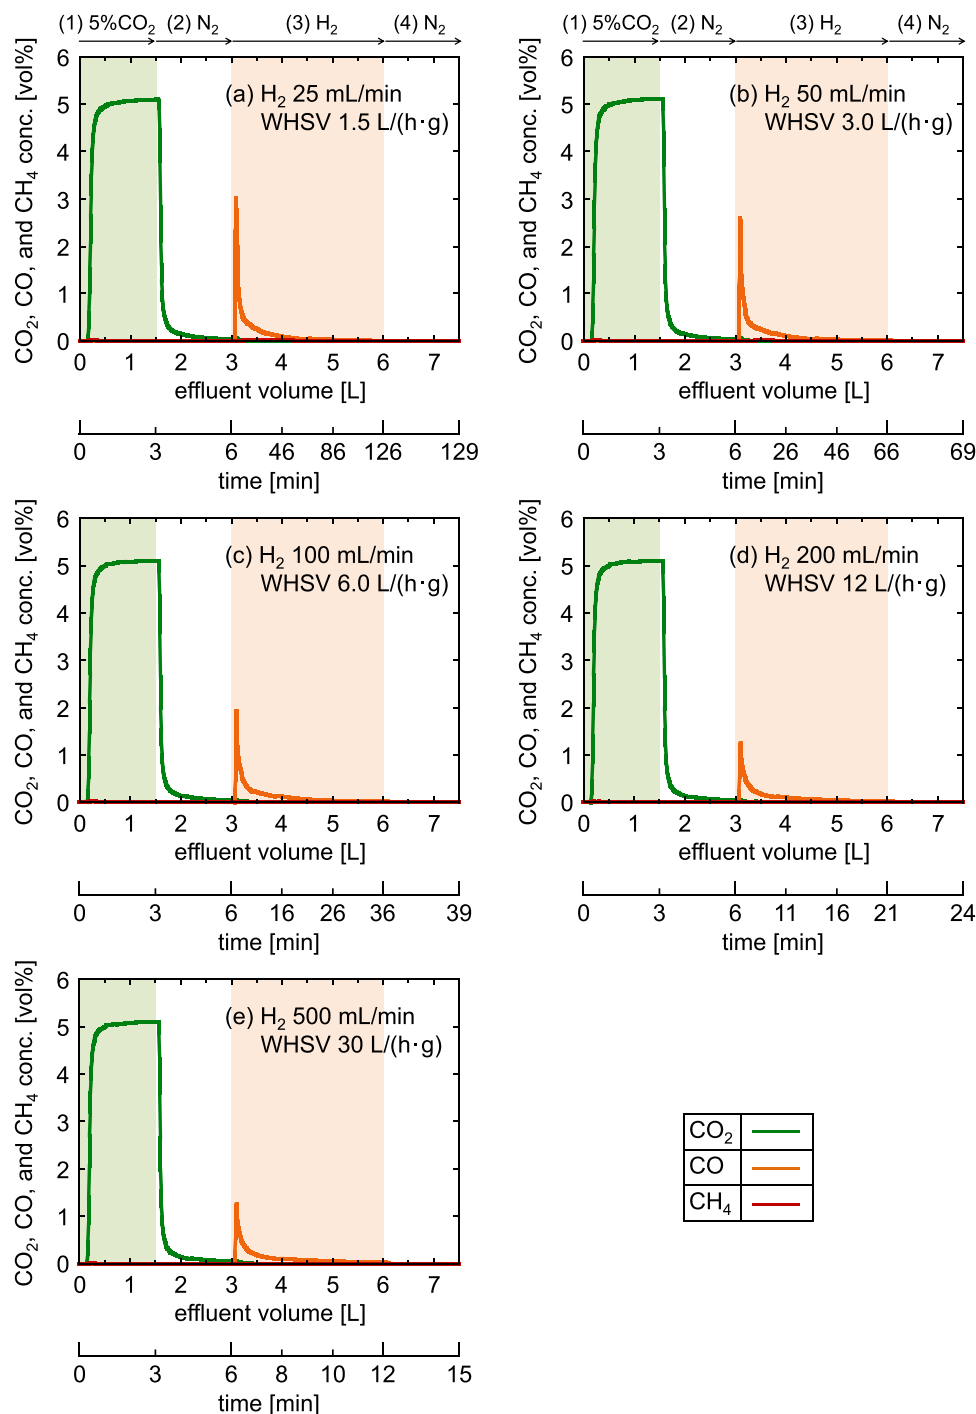 (1) 5%CO₂ (2) N₂ (3) H₂ (4) N₂
(1) 5%CO₂ (2) N₂ (3) H₂ (4) N₂
CO₂, CO, and CH₄ conc. [vol%]
6
5
4
3
2
1
0
(a) H₂ 25 mL/min
WHSV 1.5 L/(h·g)
0 1 2 3 4 5 6 7
effluent volume [L]
0 3 6 46 86 126 129
time [min]
CO₂, CO, and CH₄ conc. [vol%]
6
5
4
3
2
1
0
(b) H₂ 50 mL/min
WHSV 3.0 L/(h·g)
0 1 2 3 4 5 6 7
effluent volume [L]
0 3 6 26 46 66 69
time [min]
CO₂, CO, and CH₄ conc. [vol%]
6
5
4
3
2
1
0
(c) H₂ 100 mL/min
WHSV 6.0 L/(h·g)
0 1 2 3 4 5 6 7
effluent volume [L]
0 3 6 16 26 36 39
time [min]
CO₂, CO, and CH₄ conc. [vol%]
6
5
4
3
2
1
0
(d) H₂ 200 mL/min
WHSV 12 L/(h·g)
0 1 2 3 4 5 6 7
effluent volume [L]
0 3 6 11 16 21 24
time [min]
CO₂, CO, and CH₄ conc. [vol%]
6
5
4
3
2
1
0
(e) H₂ 500 mL/min
WHSV 30 L/(h·g)
0 1 2 3 4 5 6 7
effluent volume [L]
0 3 6 8 10 12 15
time [min]
CO₂
CO
CH₄